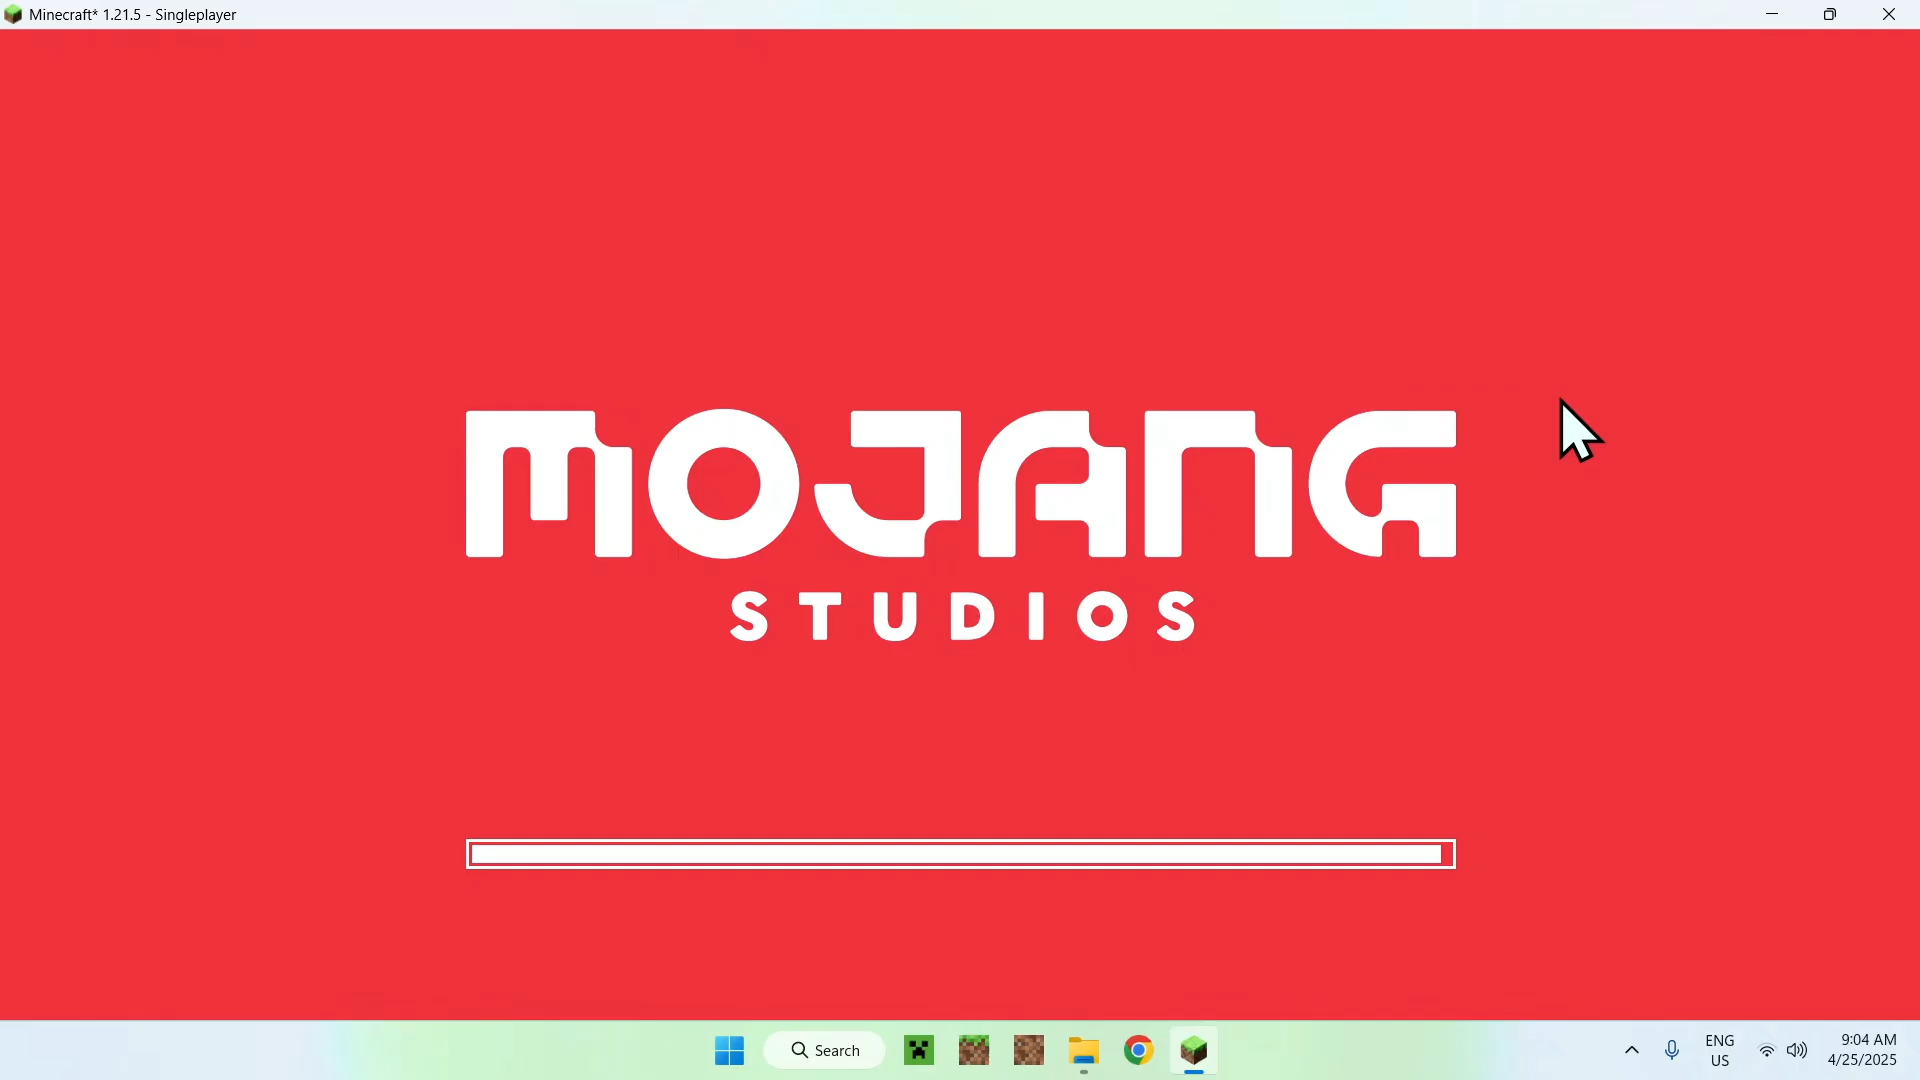 Minecraft* 1.21.5 - Singleplayer
MOJANG
STUDIOS
Search
ENG
US
9:04 AM
4/25/2025